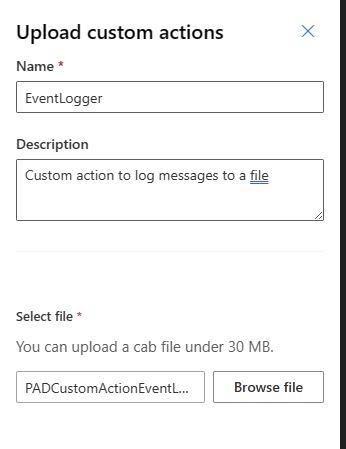 Upload custom actions
Name *
EventLogger
Description
Custom action to log messages to a file
Select file *
You can upload a cab file under 30 MB.
PADCustomActionEventL...
Browse file